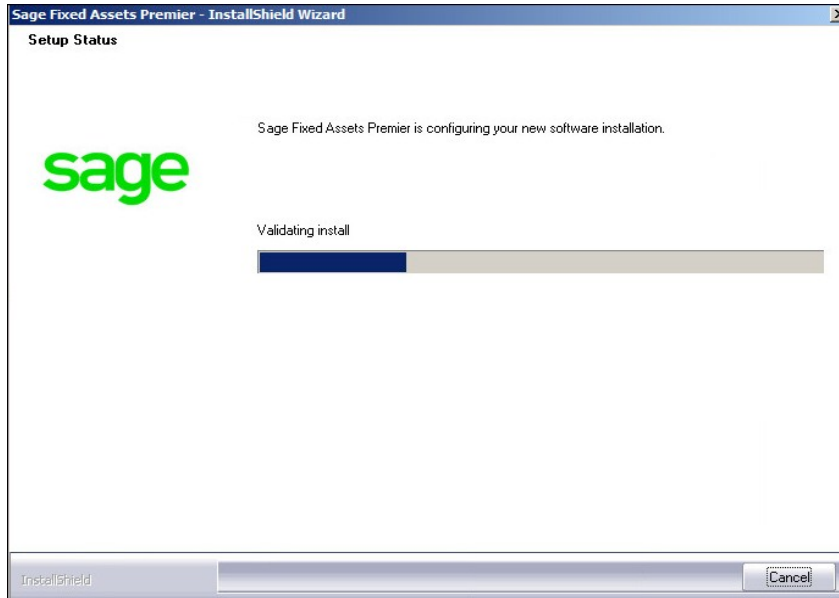 Sage Fixed Assets Premier - InstallShield Wizard
Setup Status
Sage Fixed Assets Premier is configuring your new software installation.
sage
Validating install
InstallShield
Cancel